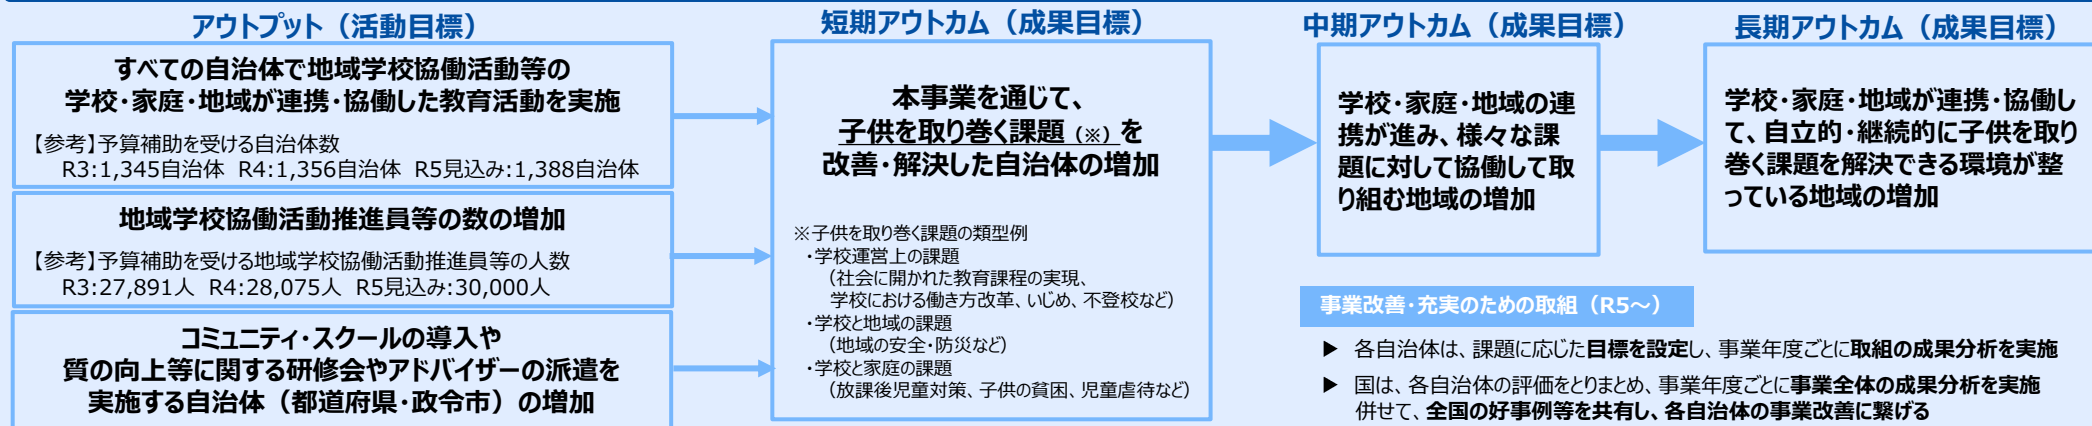 アウトプット（活動目標）
すべての自治体で地域学校協働活動等の
学校・家庭・地域が連携・協働した教育活動を実施
【参考】予算補助を受ける自治体数
R3:1,345自治体 R4:1,356自治体 R5見込み:1,388自治体
地域学校協働活動推進員等の数の増加
【参考】予算補助を受ける地域学校協働活動推進員等の人数
R3:27,891人 R4:28,075人 R5見込み:30,000人
コミュニティ・スクールの導入や
質の向上等に関する研修会やアドバイザーの派遣を
実施する自治体（都道府県・政令市）の増加
短期アウトカム（成果目標）
本事業を通じて、
子供を取り巻く課題（※）を
改善・解決した自治体の増加
※子供を取り巻く課題の類型例
・学校運営上の課題
（社会に開かれた教育課程の実現、
学校における働き方改革、いじめ、不登校など）
・学校と地域の課題
（地域の安全・防災など）
・学校と家庭の課題
（放課後児童対策、子供の貧困、児童虐待など）
中期アウトカム（成果目標）
学校・家庭・地域の連
携が進み、様々な課
題に対して協働して取
り組む地域の増加
長期アウトカム（成果目標）
学校・家庭・地域が連携・協働し
て、自立的・継続的に子供を取り
巻く課題を解決できる環境が整
っている地域の増加
事業改善・充実のための取組（R5～）
▶ 各自治体は、課題に応じた目標を設定し、事業年度ごとに取組の成果分析を実施
▶ 国は、各自治体の評価をとりまとめ、事業年度ごとに事業全体の成果分析を実施
併せて、全国の好事例等を共有し、各自治体の事業改善に繋げる